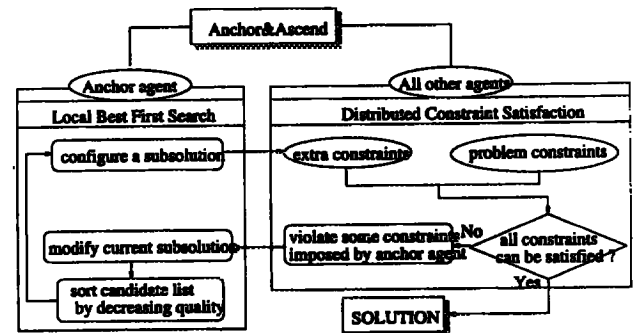 Anchor&Ascend
Anchor agent
All other agents
Local Best First Search
Distributed Constraint Satisfaction
configure a subsolution
extra constraints
problem constraints
modify current subsolution
violate some constraints
imposed by anchor agent
No
all constraints
can be satisfied ?
sort candidate list
by decreasing quality
Yes
SOLUTION